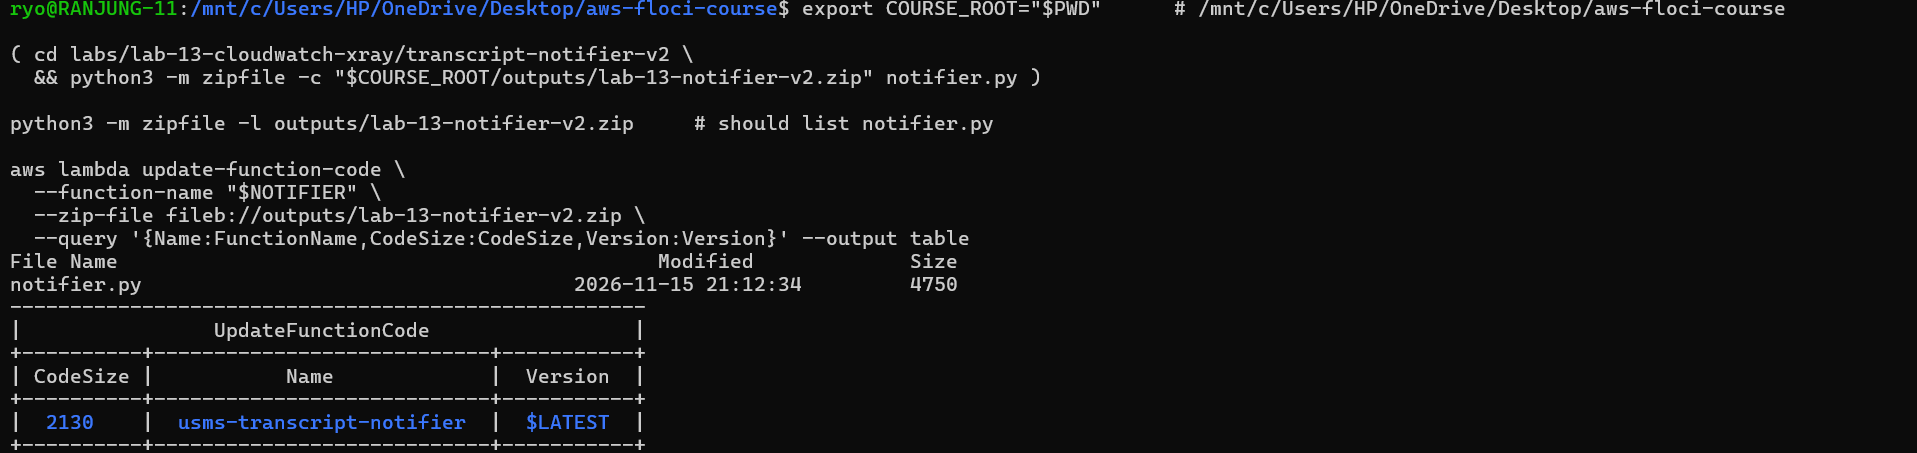 ryo@RANJUNG-11:/mnt/c/Users/HP/OneDrive/Desktop/aws-floci-course$ export COURSE_ROOT="$PWD"      # /mnt/c/Users/HP/OneDrive/Desktop/aws-floci-course
( cd labs/lab-13-cloudwatch-xray/transcript-notifier-v2 \
  && python3 -m zipfile -c "$COURSE_ROOT/outputs/lab-13-notifier-v2.zip" notifier.py )
python3 -m zipfile -l outputs/lab-13-notifier-v2.zip     # should list notifier.py
aws lambda update-function-code \
  --function-name "$NOTIFIER" \
  --zip-file fileb://outputs/lab-13-notifier-v2.zip \
  --query '{Name:FunctionName,CodeSize:CodeSize,Version:Version}' --output table
File Name                                             Modified             Size
notifier.py                                    2026-11-15 21:12:34         4750
-----------------------------------------------------
|                UpdateFunctionCode                 |
+----------+----------------------------+-----------+
| CodeSize |           Name             |  Version  |
+----------+----------------------------+-----------+
|  2130    |  usms-transcript-notifier  |  $LATEST  |
+----------+----------------------------+-----------+